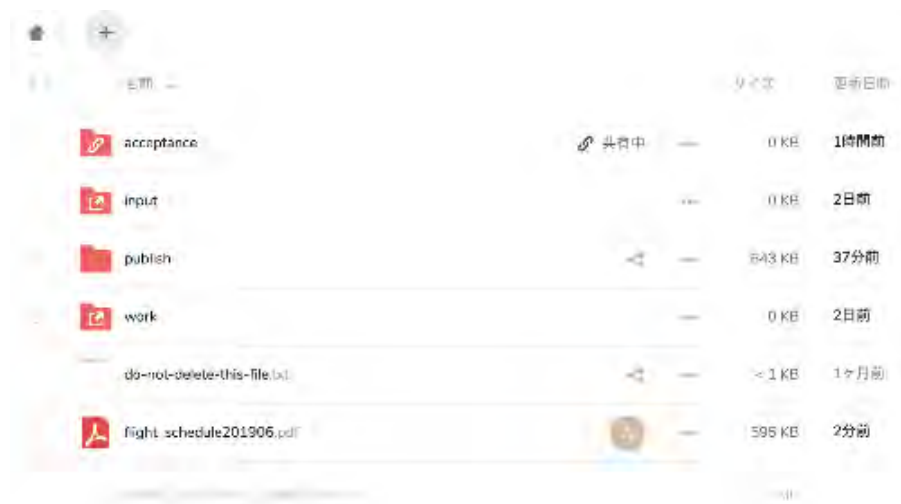 名前
サイズ 更新日時
acceptance 共有中 0 KB 1時間前
input 0 KB 2日前
publish 643 KB 37分前
work 0 KB 2日前
do-not-delete-this-file.txt < 1 KB 1ヶ月前
flight_schedule201906.pdf 595 KB 2分前